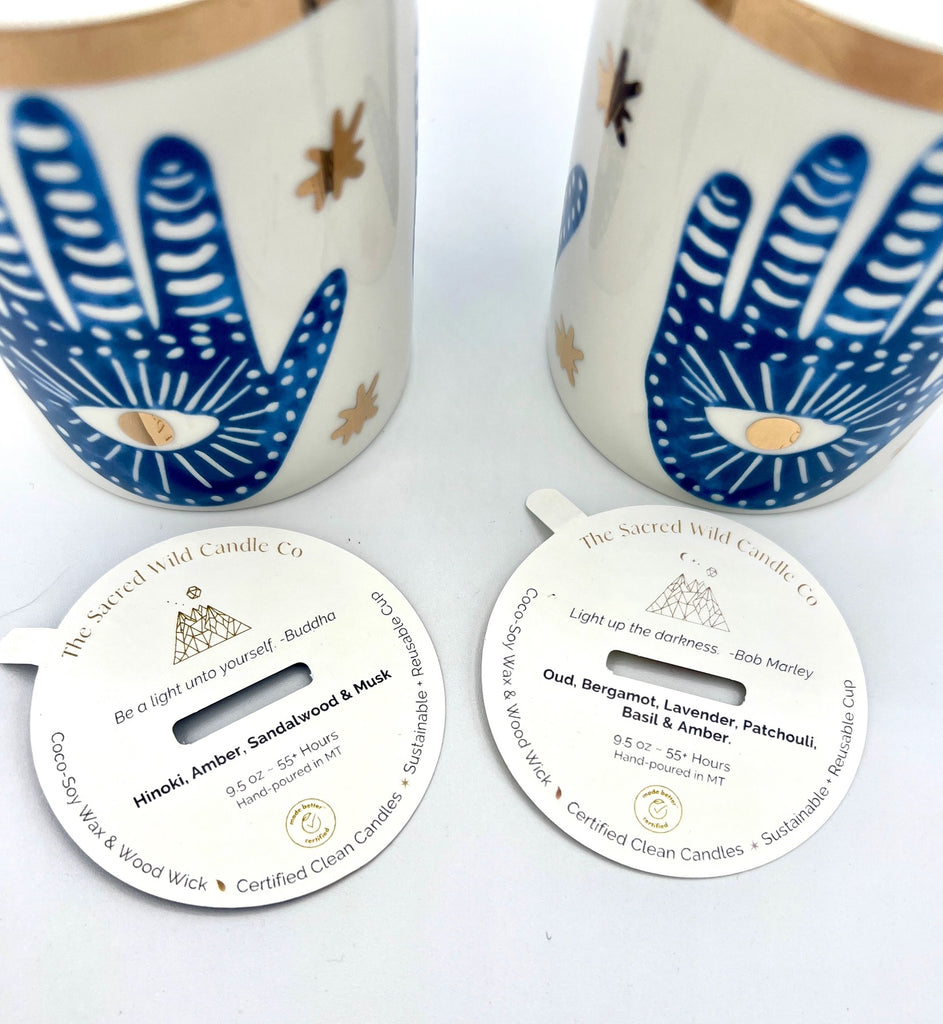 The Sacred Wild Candle Co
Be a light unto yourself. -Buddha
Hinoki, Amber, Sandalwood & Musk
9.5 oz ~ 55+ Hours
Hand-poured in MT
made better™
certified
Coco-Soy Wax & Wood Wick
Certified Clean Candles
Sustainable + Reusable Cup
The Sacred Wild Candle Co
Light up the darkness. -Bob Marley
Oud, Bergamot, Lavender, Patchouli,
Basil & Amber.
9.5 oz ~ 55+ Hours
Hand-poured in MT
made better™
certified
Coco-Soy Wax & Wood Wick
Certified Clean Candles
Sustainable + Reusable Cup